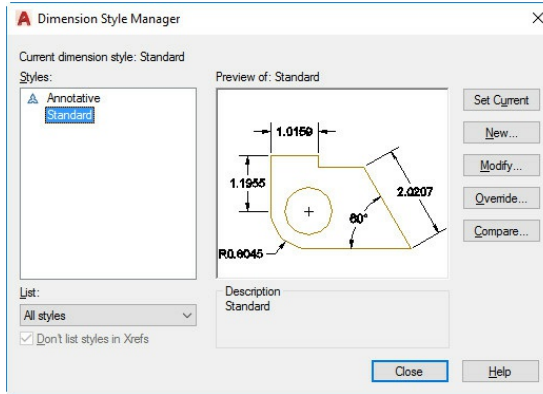 Dimension Style Manager
Current dimension style: Standard
Styles:
Annotative
Standard
Preview of: Standard
1.0159
1.1955
2.0207
60°
R0.6045
Set Current
New...
Modify...
Override...
Compare...
List:
All styles
Don't list styles in Xrefs
Description
Standard
Close
Help